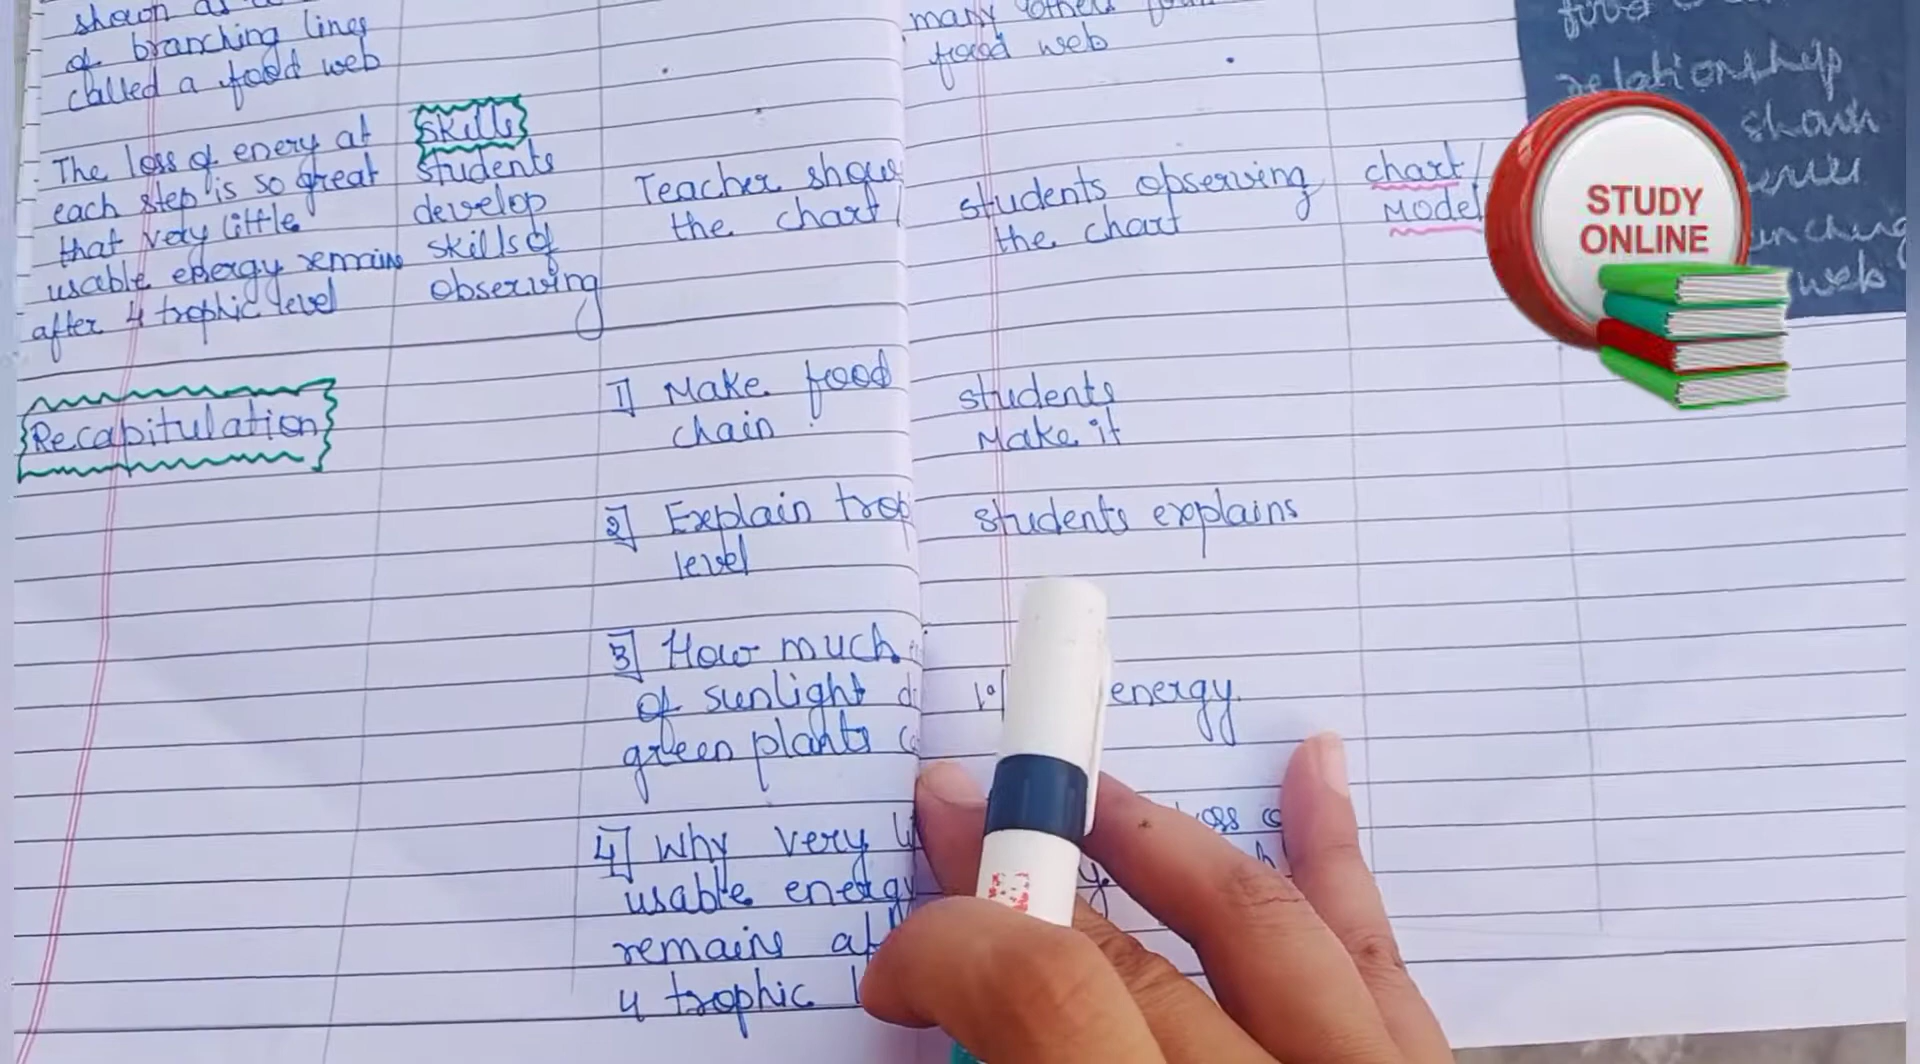 shown as a
of branching lines
called a food web
The loss of enery at
each step is so great
that very little
usable energy remains
after 4 trophic level
Skills
students
develop
skills of
observing
Teacher show
the chart
many others
food web
students observing
the chart
chart/
Model
relationship
shown
web
STUDY
ONLINE
Recapitulation
1] Make food
chain
students
Make it
2] Explain
level
students explains
3] How much
of sunlight
green plants
energy.
4] Why very
usable energy
remains
4 trophic